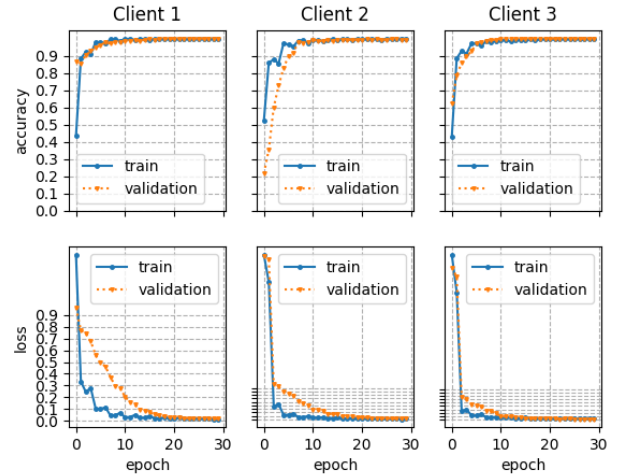 Client 1 Client 2 Client 3
accuracy
0.9
0.8
0.7
0.6
0.5
0.4
0.3
0.2
0.1
0.0
train
validation
train
validation
train
validation
loss
0.9
0.8
0.7
0.6
0.5
0.4
0.3
0.2
0.1
0.0
train
validation
train
validation
train
validation
0 10 20 30 0 10 20 30 0 10 20 30
epoch epoch epoch